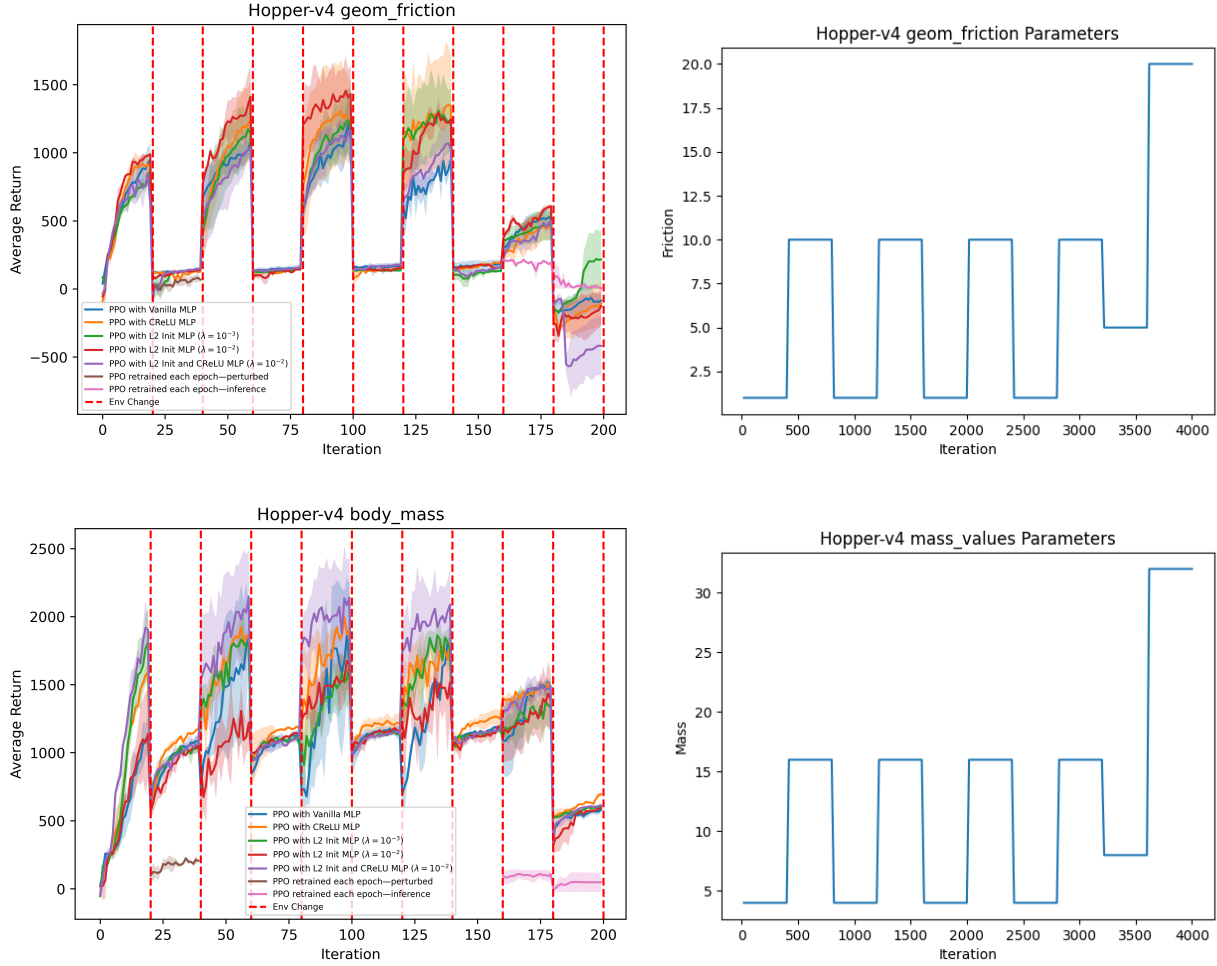 Hopper-v4 geom_friction
Average Return
1500
1000
500
0
−500
PPO with Vanilla MLP
PPO with CReLU MLP
PPO with L2 Init MLP (λ = 10⁻³)
PPO with L2 Init MLP (λ = 10⁻²)
PPO with L2 Init and CReLU MLP (λ = 10⁻²)
PPO retrained each epoch—perturbed
PPO retrained each epoch—inference
Env Change
0 25 50 75 100 125 150 175 200
Iteration
Hopper-v4 geom_friction Parameters
Friction
20.0
17.5
15.0
12.5
10.0
7.5
5.0
2.5
0 500 1000 1500 2000 2500 3000 3500 4000
Iteration
Hopper-v4 body_mass
Average Return
2500
2000
1500
1000
500
0
PPO with Vanilla MLP
PPO with CReLU MLP
PPO with L2 Init MLP (λ = 10⁻³)
PPO with L2 Init MLP (λ = 10⁻²)
PPO with L2 Init and CReLU MLP (λ = 10⁻²)
PPO retrained each epoch—perturbed
PPO retrained each epoch—inference
Env Change
0 25 50 75 100 125 150 175 200
Iteration
Hopper-v4 mass_values Parameters
Mass
30
25
20
15
10
5
0 500 1000 1500 2000 2500 3000 3500 4000
Iteration